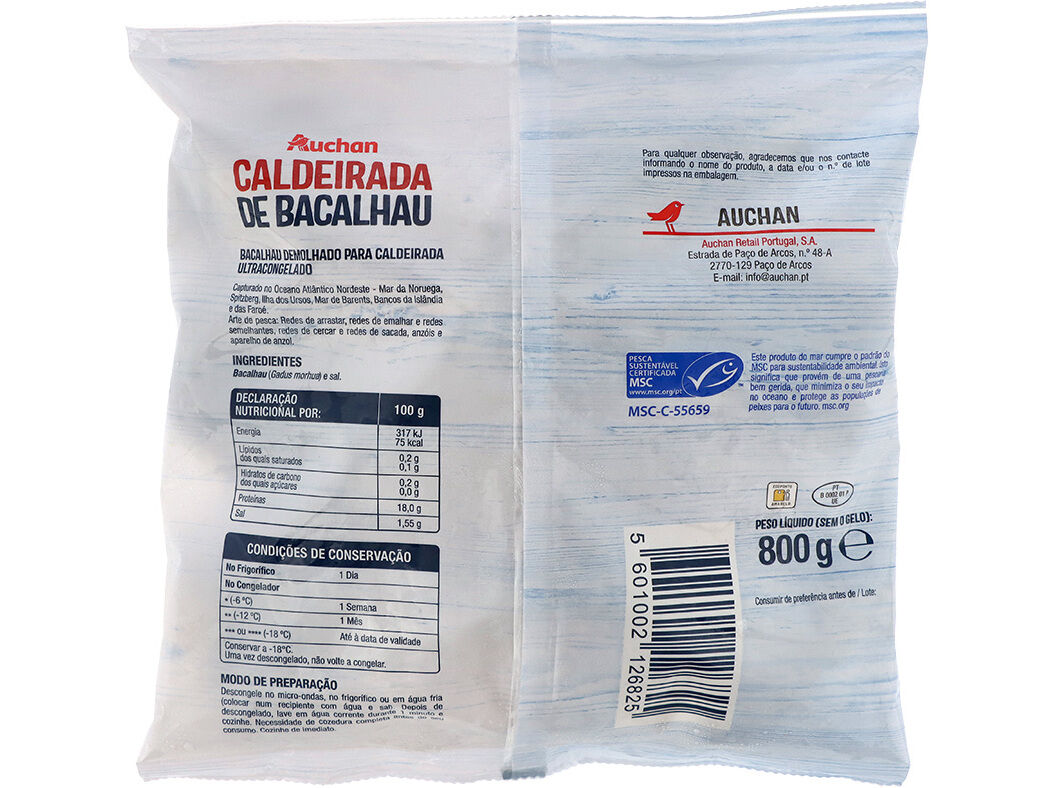 Auchan
CALDEIRADA
DE BACALHAU
BACALHAU DEMOLHADO PARA CALDEIRADA
ULTRACONGELADO
Capturado no Oceano Atlântico Nordeste - Mar da Noruega,
Spitzberg, Ilha dos Ursos, Mar de Barents, Bancos da Islândia
e das Faroé.
Arte de pesca: Redes de arrastar, redes de emalhar e redes
semelhantes, redes de cercar e redes de sacada, anzóis e
aparelho de anzol.
INGREDIENTES
Bacalhau (Gadus morhua) e sal.
DECLARAÇÃO
NUTRICIONAL POR: 100 g
Energia 317 kJ
75 kcal
Lípidos 0,2 g
dos quais saturados 0,1 g
Hidratos de carbono 0,2 g
dos quais açúcares 0,0 g
Proteínas 18,0 g
Sal 1,55 g
CONDIÇÕES DE CONSERVAÇÃO
No Frigorífico 1 Dia
No Congelador
* (-6 ºC) 1 Semana
** (-12 ºC) 1 Mês
*** ou **** (-18 ºC) Até à data de validade
Conservar a -18ºC.
Uma vez descongelado, não volte a congelar.
MODO DE PREPARAÇÃO
Descongele no micro-ondas, no frigorífico ou em água fria
(colocar num recipiente com água e sal). Depois de
descongelado, lave em água corrente durante 1 minuto e
cozinhe. Necessidade de cozedura completa antes do seu
consumo. Cozinhe de imediato.
Para qualquer observação, agradecemos que nos contacte
informando o nome do produto, a data e/ou o n.º de lote
impressos na embalagem.
AUCHAN
Auchan Retail Portugal, S.A.
Estrada de Paço de Arcos, n.º 48-A
2770-129 Paço de Arcos
E-mail: info@auchan.pt
PESCA
SUSTENTÁVEL
CERTIFICADA
MSC
www.msc.org/pt
TM
MSC-C-55659
Este produto do mar cumpre o padrão do
MSC para sustentabilidade ambiental. Isto
significa que provém de uma pescaria
bem gerida, que minimiza o seu impacto
no oceano e protege as populações de
peixes para o futuro. msc.org
ECOPONTO
AMARELO
PT
UE
PESO LÍQUIDO (SEM O GELO):
800 g ℮
Consumir de preferência antes de / Lote:
5 601002 126825